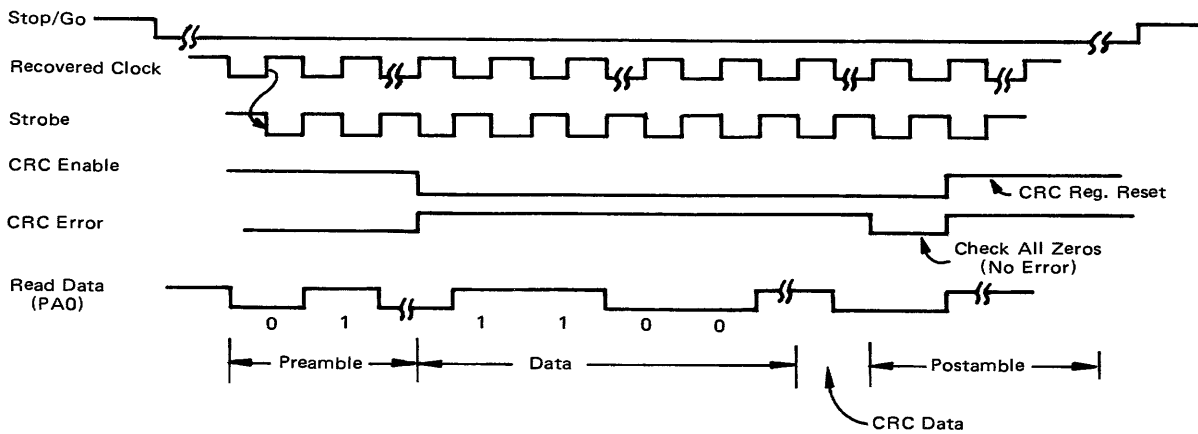 Stop/Go
Recovered Clock
Strobe
CRC Enable
CRC Reg. Reset
CRC Error
Check All Zeros
(No Error)
Read Data
(PA0)
0 1 1 1 0 0
Preamble Data Postamble
CRC Data